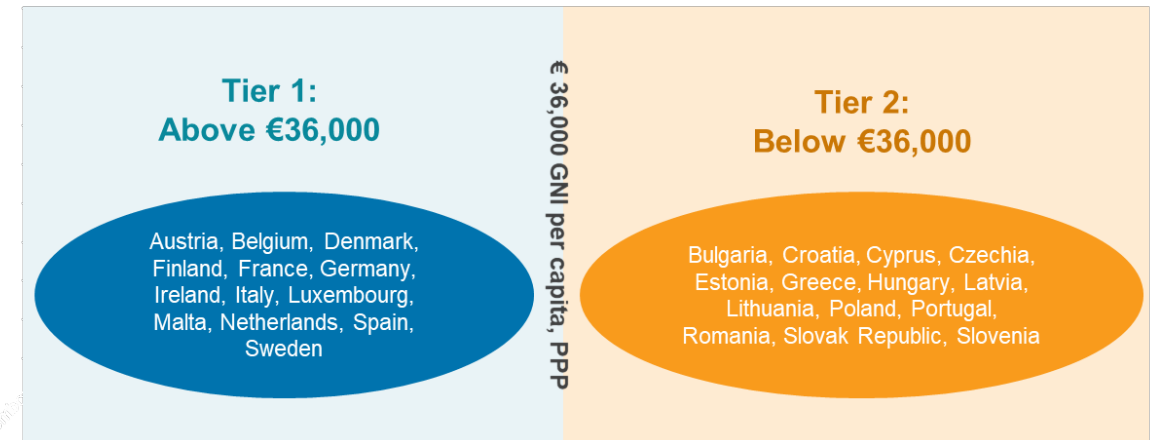 Tier 1:
Above €36,000
Austria, Belgium, Denmark,
Finland, France, Germany,
Ireland, Italy, Luxembourg,
Malta, Netherlands, Spain,
Sweden
€ 36,000 GNI per capita, PPP
Tier 2:
Below €36,000
Bulgaria, Croatia, Cyprus, Czechia,
Estonia, Greece, Hungary, Latvia,
Lithuania, Poland, Portugal,
Romania, Slovak Republic, Slovenia